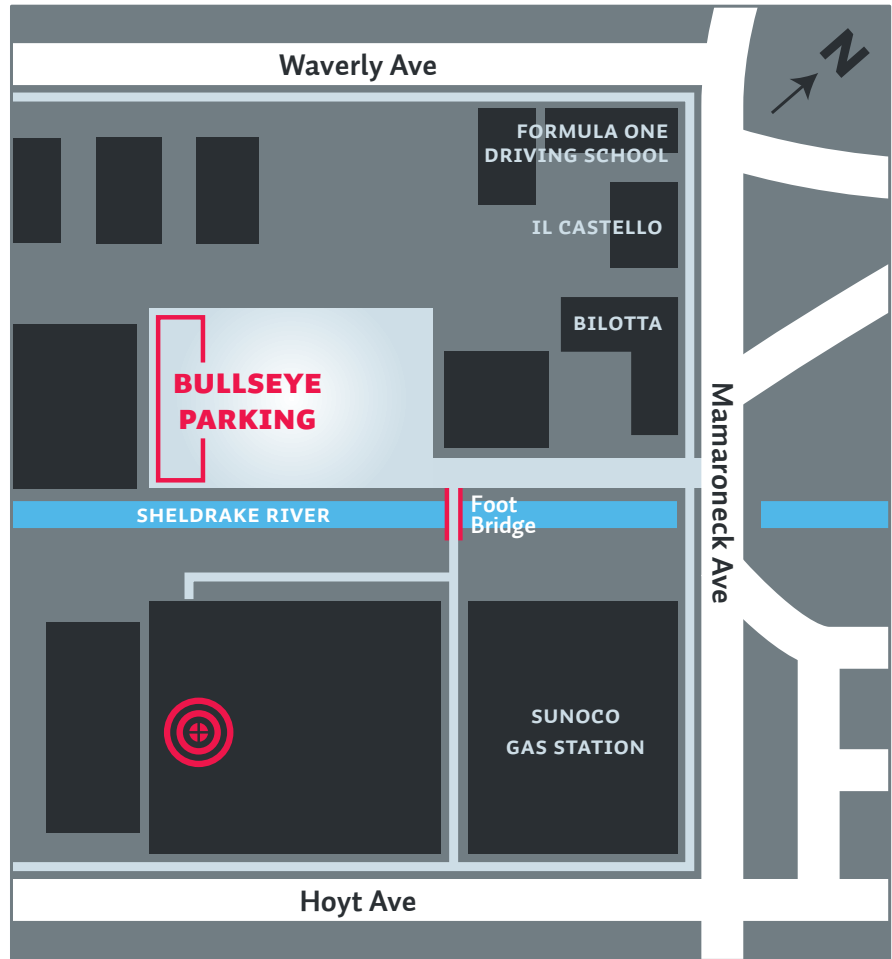 Waverly Ave
N
FORMULA ONE
DRIVING SCHOOL
IL CASTELLO
BILOTTA
BULLSEYE
PARKING
Mamaroneck Ave
SHELDRAKE RIVER
Foot
Bridge
SUNOCO
GAS STATION
Hoyt Ave